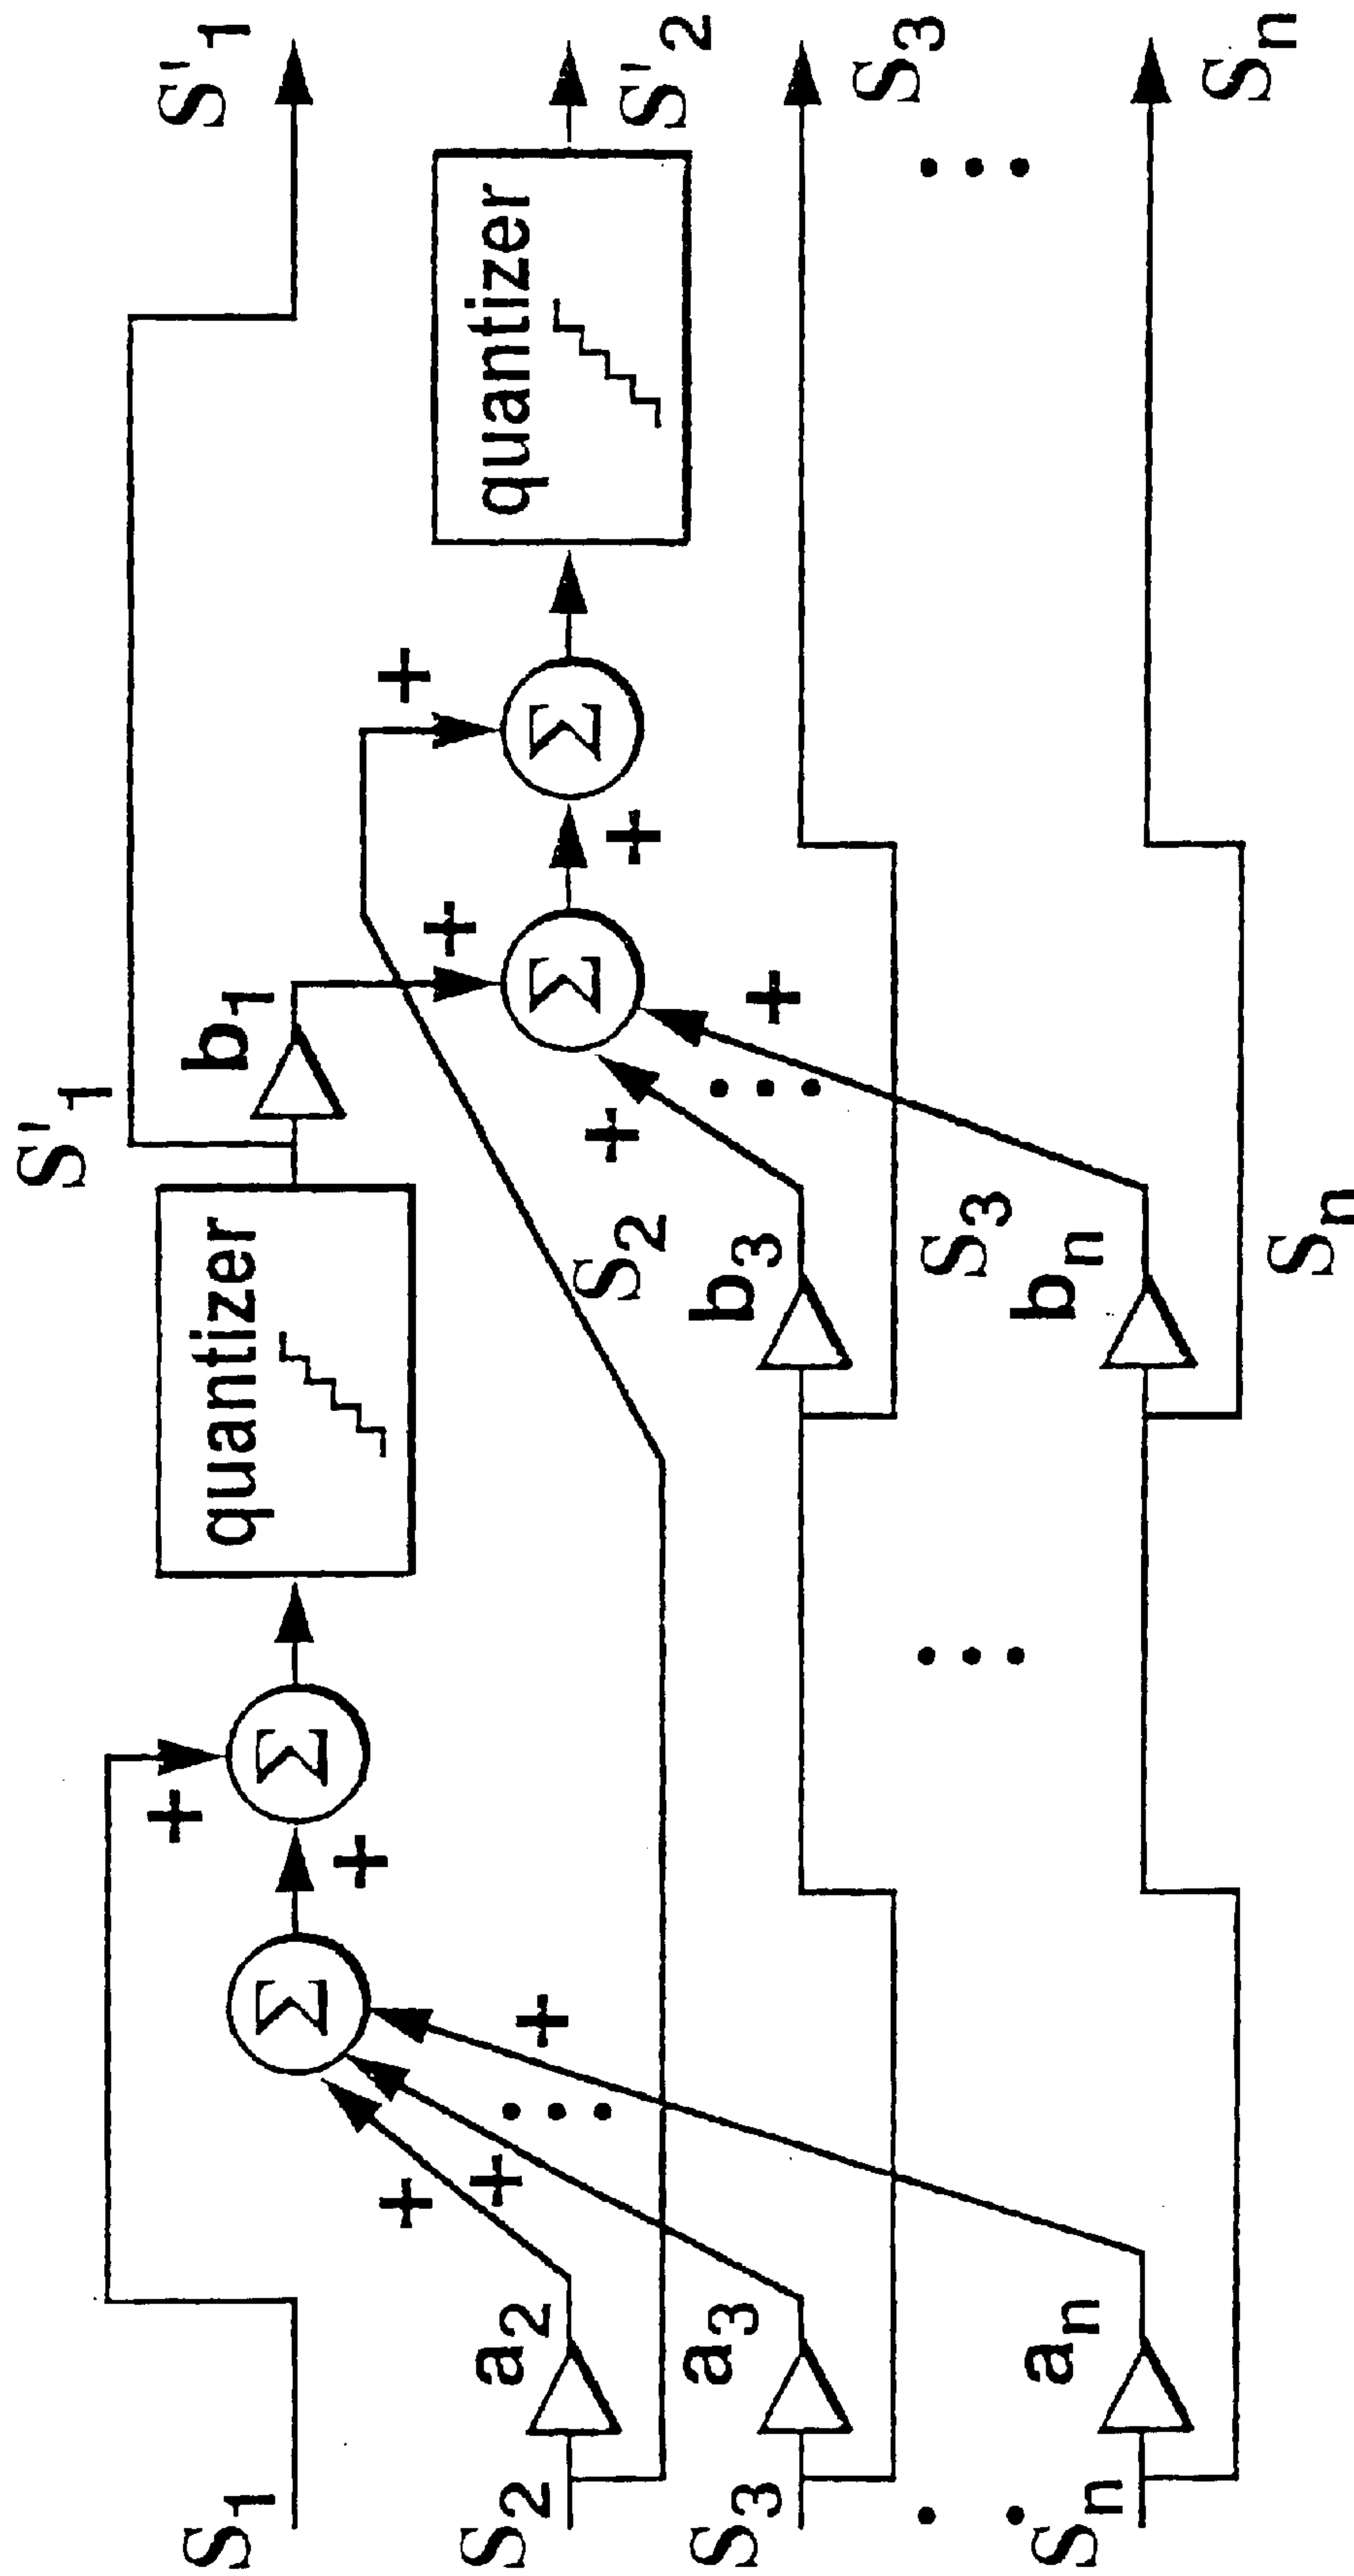 S₁
S₂
S₃
Sₙ
a₂
a₃
aₙ
+
+
+
Σ
+
+
Σ
quantizer
S'₁
b₁
S₂
b₃
S₃
bₙ
Sₙ
+
+
+
Σ
+
+
Σ
quantizer
S'₁
S'₂
S₃
Sₙ